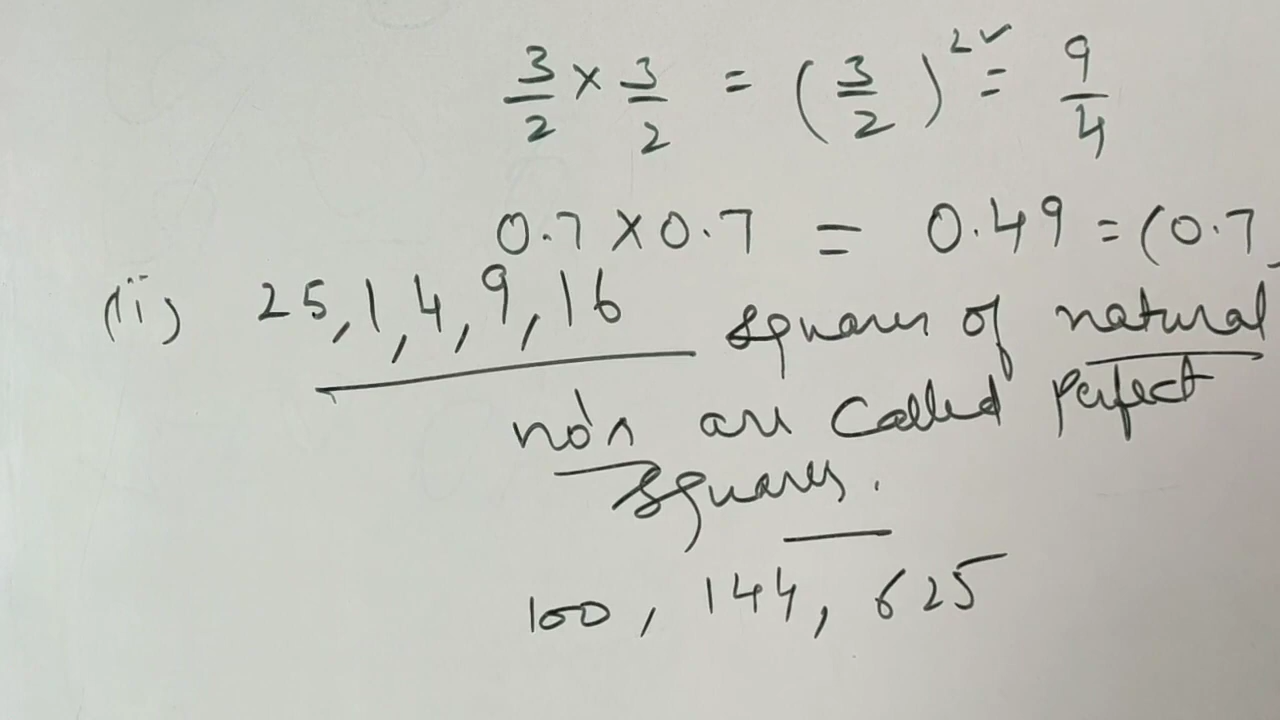 3/2 × 3/2 = (3/2)² ✓ = 9/4
0.7 × 0.7 = 0.49 = (0.7
(ii) 25, 1, 4, 9, 16 squares of natural
no's are called perfect
squares.
100, 144, 625